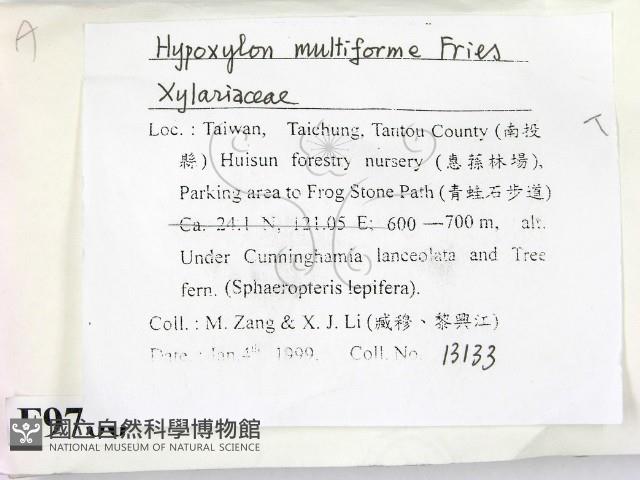 A
Hypoxylon multiforme Fries
Xylariaceae
Loc. : Taiwan, Taichung, Tantou County (南投
縣) Huisun forestry nursery (惠蓀林場),
Parking area to Frog Stone Path (青蛙石步道)
Ca. 24.1 N, 121.05 E; 600 —700 m, alt.
Under Cunninghamia lanceolata and Tree
fern. (Sphaeropteris lepifera).
Coll. : M. Zang & X. J. Li (臧穆、黎興江)
Date : Jan 4th 1999. Coll. No. 13133
國立自然科學博物館
NATIONAL MUSEUM OF NATURAL SCIENCE